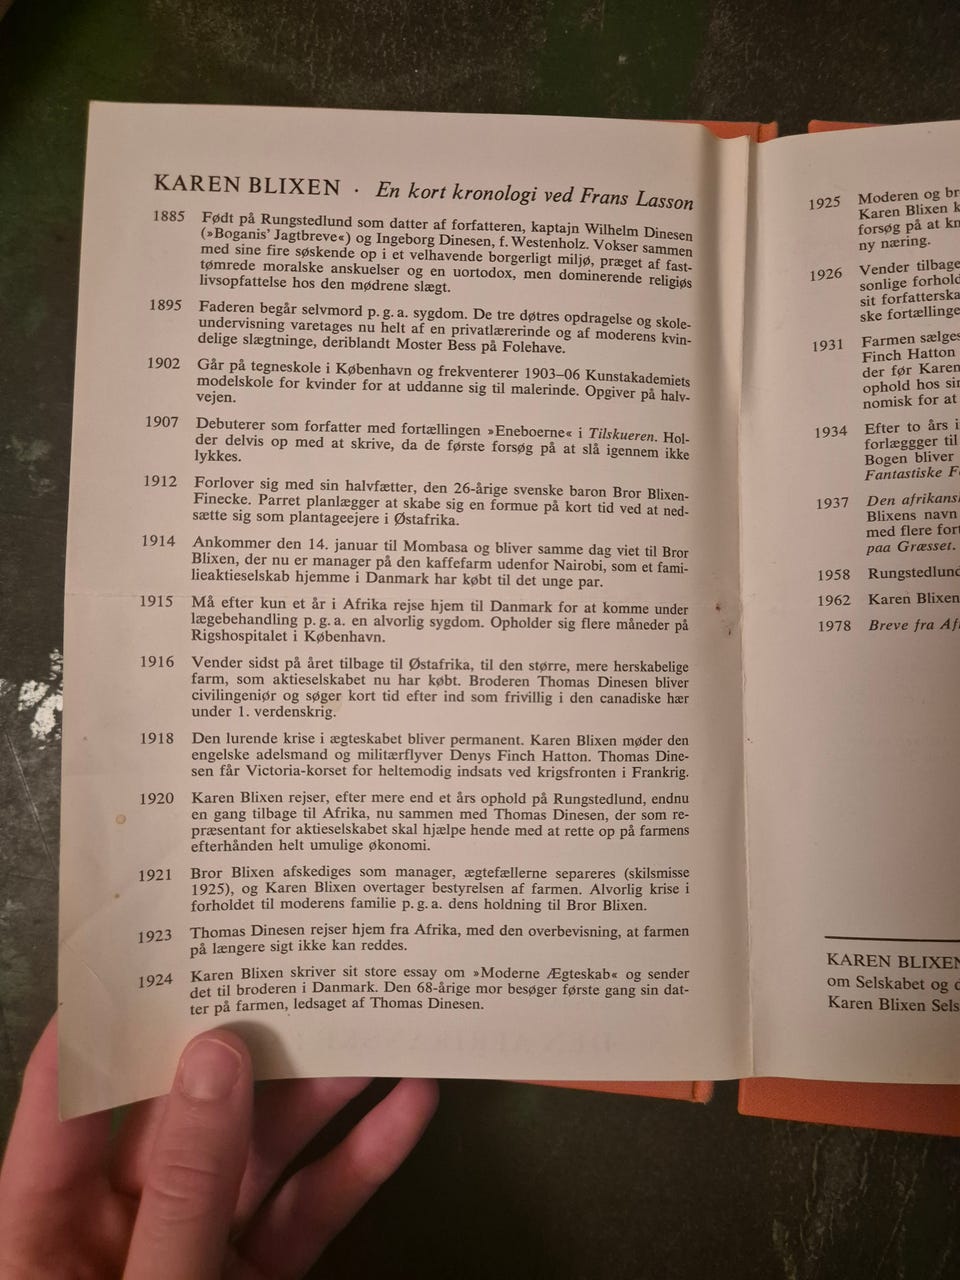 KAREN BLIXEN · En kort kronologi ved Frans Lasson
1885 Født på Rungstedlund som datter af forfatteren, kaptajn Wilhelm Dinesen
(»Boganis’ Jagtbreve«) og Ingeborg Dinesen, f. Westenholz. Vokser sammen
med sine fire søskende op i et velhavende borgerligt miljø, præget af fast-
tømrede moralske anskuelser og en uortodox, men dominerende religiøs
livsopfattelse hos den mødrene slægt.
1895 Faderen begår selvmord p. g. a. sygdom. De tre døtres opdragelse og skole-
undervisning varetages nu helt af en privatlærerinde og af moderens kvin-
delige slægtninge, deriblandt Moster Bess på Folehave.
1902 Går på tegneskole i København og frekventerer 1903–06 Kunstakademiets
modelskole for kvinder for at uddanne sig til malerinde. Opgiver på halv-
vejen.
1907 Debuterer som forfatter med fortællingen »Eneboerne« i Tilskueren. Hol-
der delvis op med at skrive, da de første forsøg på at slå igennem ikke
lykkes.
1912 Forlover sig med sin halvfætter, den 26-årige svenske baron Bror Blixen-
Finecke. Parret planlægger at skabe sig en formue på kort tid ved at ned-
sætte sig som plantageejere i Østafrika.
1914 Ankommer den 14. januar til Mombasa og bliver samme dag viet til Bror
Blixen, der nu er manager på den kaffefarm udenfor Nairobi, som et fami-
lieaktieselskab hjemme i Danmark har købt til det unge par.
1915 Må efter kun et år i Afrika rejse hjem til Danmark for at komme under
lægebehandling p. g. a. en alvorlig sygdom. Opholder sig flere måneder på
Rigshospitalet i København.
1916 Vender sidst på året tilbage til Østafrika, til den større, mere herskabelige
farm, som aktieselskabet nu har købt. Broderen Thomas Dinesen bliver
civilingeniør og søger kort tid efter ind som frivillig i den canadiske hær
under 1. verdenskrig.
1918 Den lurende krise i ægteskabet bliver permanent. Karen Blixen møder den
engelske adelsmand og militærflyver Denys Finch Hatton. Thomas Dine-
sen får Victoria-korset for heltemodig indsats ved krigsfronten i Frankrig.
1920 Karen Blixen rejser, efter mere end et års ophold på Rungstedlund, endnu
en gang tilbage til Afrika, nu sammen med Thomas Dinesen, der som re-
præsentant for aktieselskabet skal hjælpe hende med at rette op på farmens
efterhånden helt umulige økonomi.
1921 Bror Blixen afskediges som manager, ægtefællerne separeres (skilsmisse
1925), og Karen Blixen overtager bestyrelsen af farmen. Alvorlig krise i
forholdet til moderens familie p. g. a. dens holdning til Bror Blixen.
1923 Thomas Dinesen rejser hjem fra Afrika, med den overbevisning, at farmen
på længere sigt ikke kan reddes.
1924 Karen Blixen skriver sit store essay om »Moderne Ægteskab« og sender
det til broderen i Danmark. Den 68-årige mor besøger første gang sin dat-
ter på farmen, ledsaget af Thomas Dinesen.
1925 Moderen og br
Karen Blixen k
forsøg på at kn
ny næring.
1926 Vender tilbage
sonlige forhold
sit forfatterska
ske fortællinge
1931 Farmen sælges
Finch Hatton
der før Karen
ophold hos sin
nomisk for at
1934 Efter to års i
forlæggger til
Bogen bliver
Fantastiske F
1937 Den afrikans
Blixens navn
med flere for
paa Græsset.
1958 Rungstedlund
1962 Karen Blixen
1978 Breve fra Af
KAREN BLIXEN
om Selskabet og d
Karen Blixen Sels